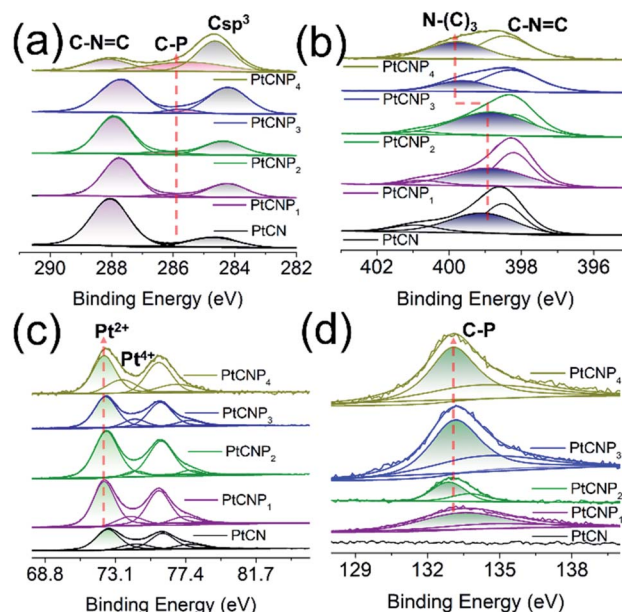 (a)
C-N=C
C-P
Csp³
PtCNP₄
PtCNP₃
PtCNP₂
PtCNP₁
PtCN
290 288 286 284 282
Binding Energy (eV)
(b)
N-(C)₃
C-N=C
PtCNP₄
PtCNP₃
PtCNP₂
PtCNP₁
PtCN
402 400 398 396
Binding Energy (eV)
(c)
Pt²⁺
Pt⁴⁺
PtCNP₄
PtCNP₃
PtCNP₂
PtCNP₁
PtCN
68.8 73.1 77.4 81.7
Binding Energy (eV)
(d)
C-P
PtCNP₄
PtCNP₃
PtCNP₂
PtCNP₁
PtCN
129 132 135 138
Binding Energy (eV)